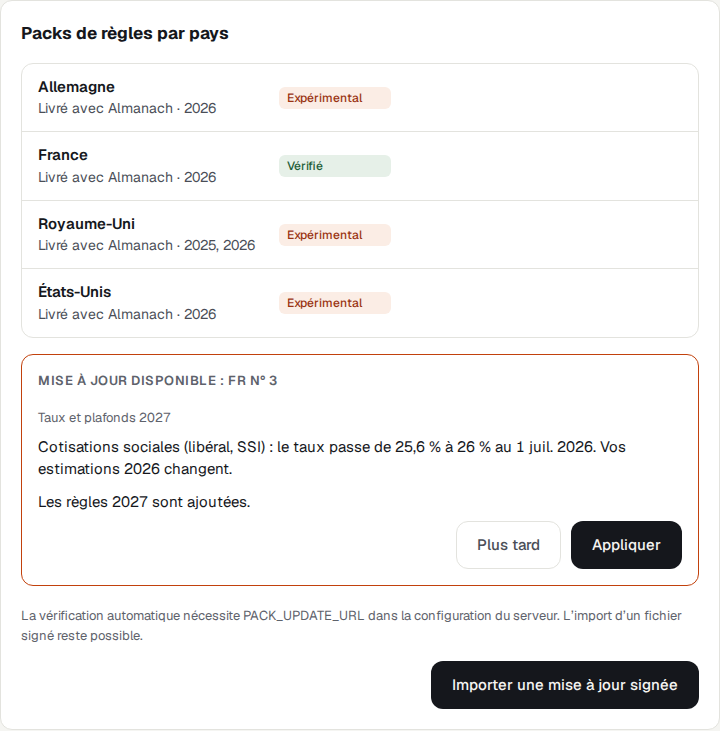 Packs de règles par pays
Allemagne
Livré avec Almanach · 2026
Expérimental
France
Livré avec Almanach · 2026
Vérifié
Royaume-Uni
Livré avec Almanach · 2025, 2026
Expérimental
États-Unis
Livré avec Almanach · 2026
Expérimental
MISE À JOUR DISPONIBLE : FR N° 3
Taux et plafonds 2027
Cotisations sociales (libéral, SSI) : le taux passe de 25,6 % à 26 % au 1 juil. 2026. Vos
estimations 2026 changent.
Les règles 2027 sont ajoutées.
Plus tard
Appliquer
La vérification automatique nécessite PACK_UPDATE_URL dans la configuration du serveur. L’import d’un fichier
signé reste possible.
Importer une mise à jour signée